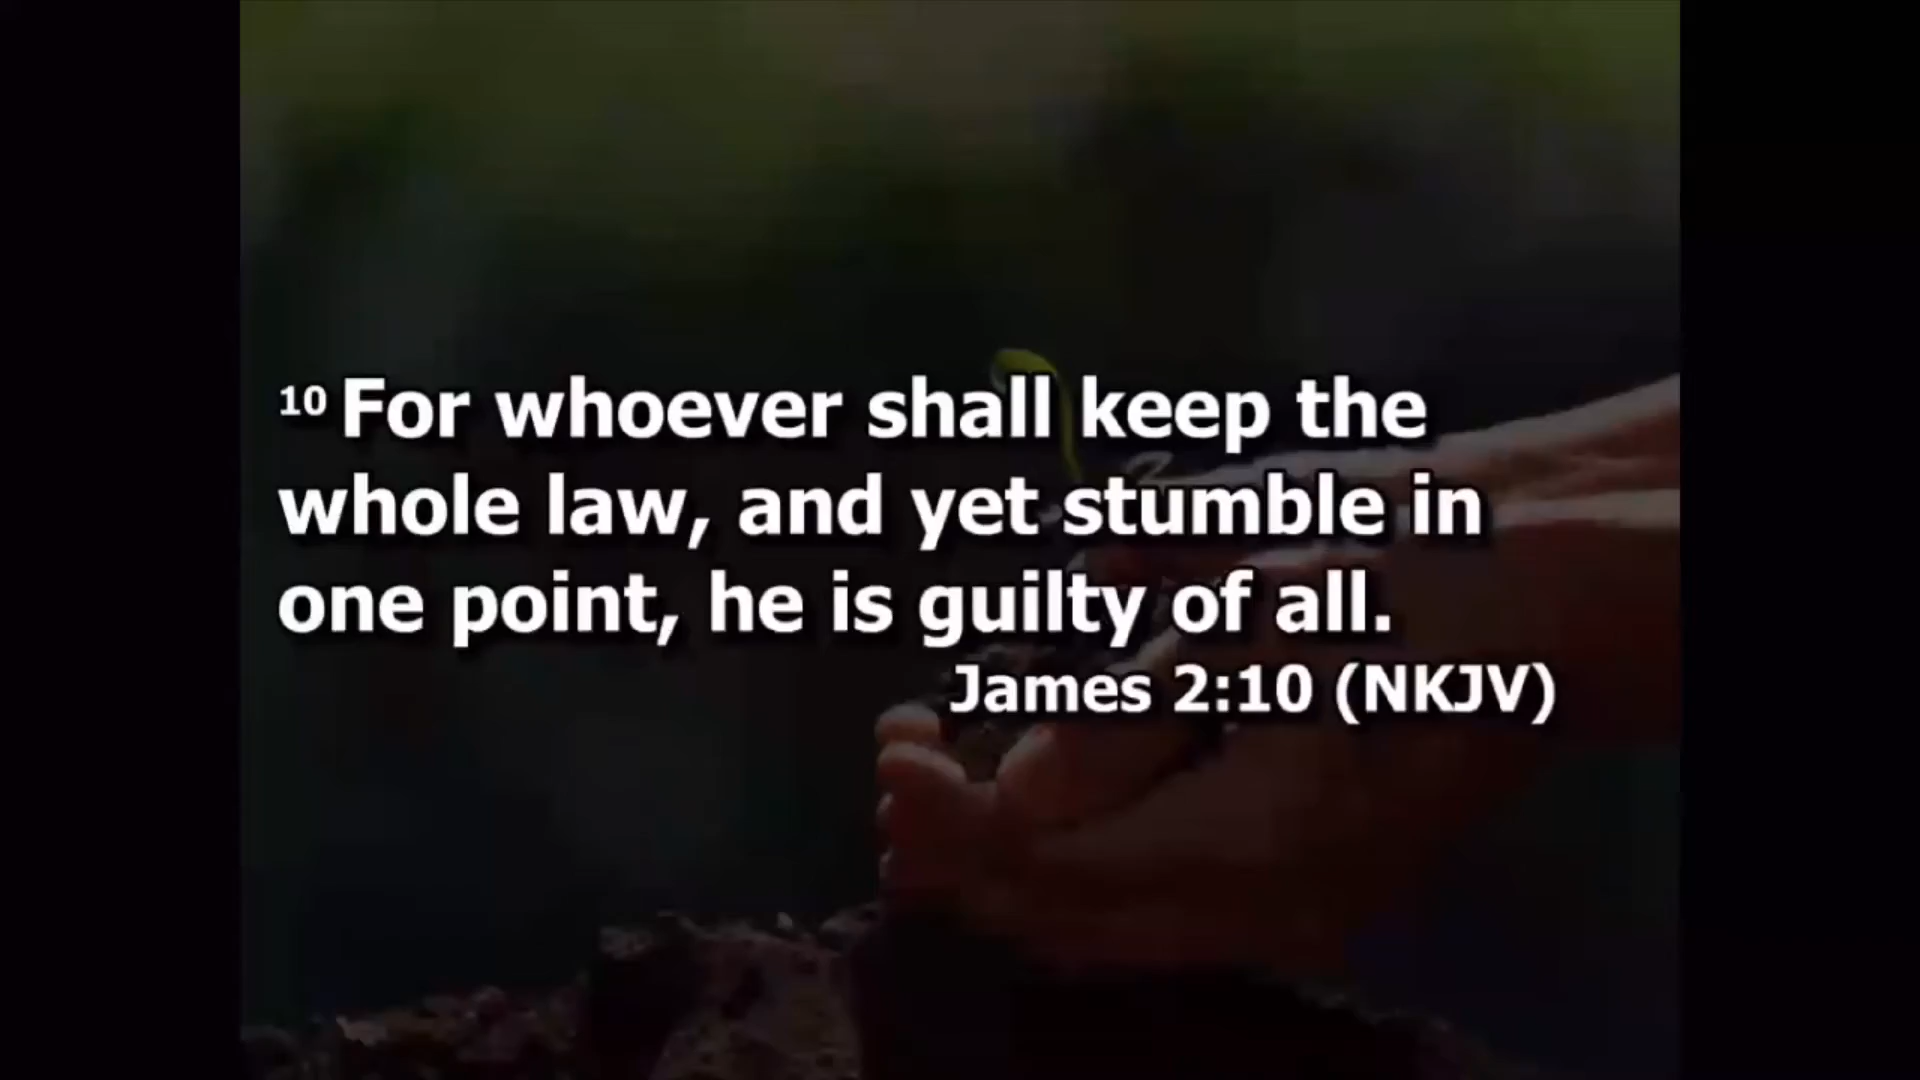 10 For whoever shall keep the
whole law, and yet stumble in
one point, he is guilty of all.
James 2:10 (NKJV)